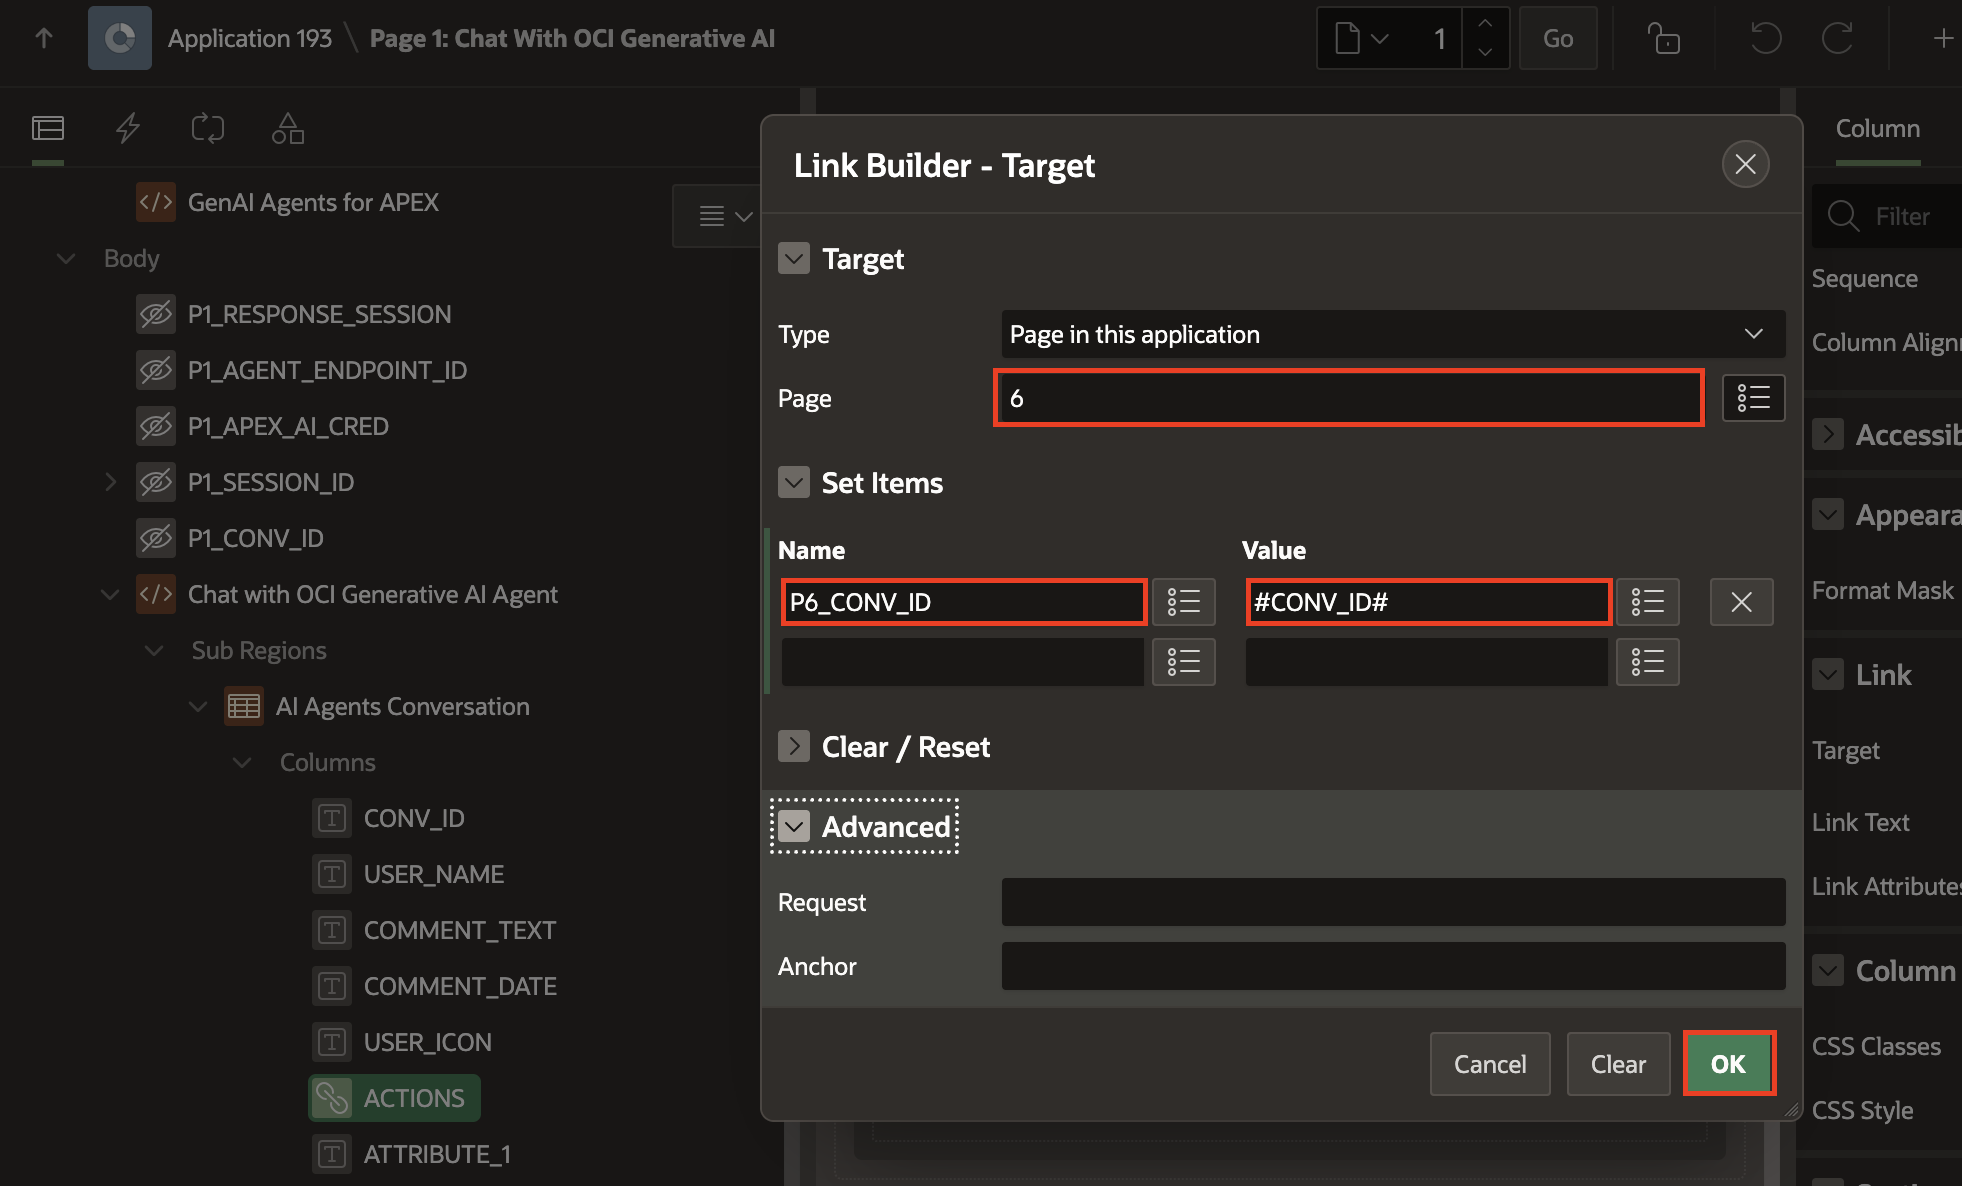 Application 193 \ Page 1: Chat With OCI Generative AI
1
Go
GenAI Agents for APEX
Body
P1_RESPONSE_SESSION
P1_AGENT_ENDPOINT_ID
P1_APEX_AI_CRED
P1_SESSION_ID
P1_CONV_ID
Chat with OCI Generative AI Agent
Sub Regions
AI Agents Conversation
Columns
CONV_ID
USER_NAME
COMMENT_TEXT
COMMENT_DATE
USER_ICON
ACTIONS
ATTRIBUTE_1
Link Builder - Target
Target
Type
Page in this application
Page
6
Set Items
Name Value
P6_CONV_ID #CONV_ID#
Clear / Reset
Advanced
Request
Anchor
Cancel Clear OK
Column
Filter
Sequence
Column Alignm
Accessib
Appeara
Format Mask
Link
Target
Link Text
Link Attributes
Column
CSS Classes
CSS Style